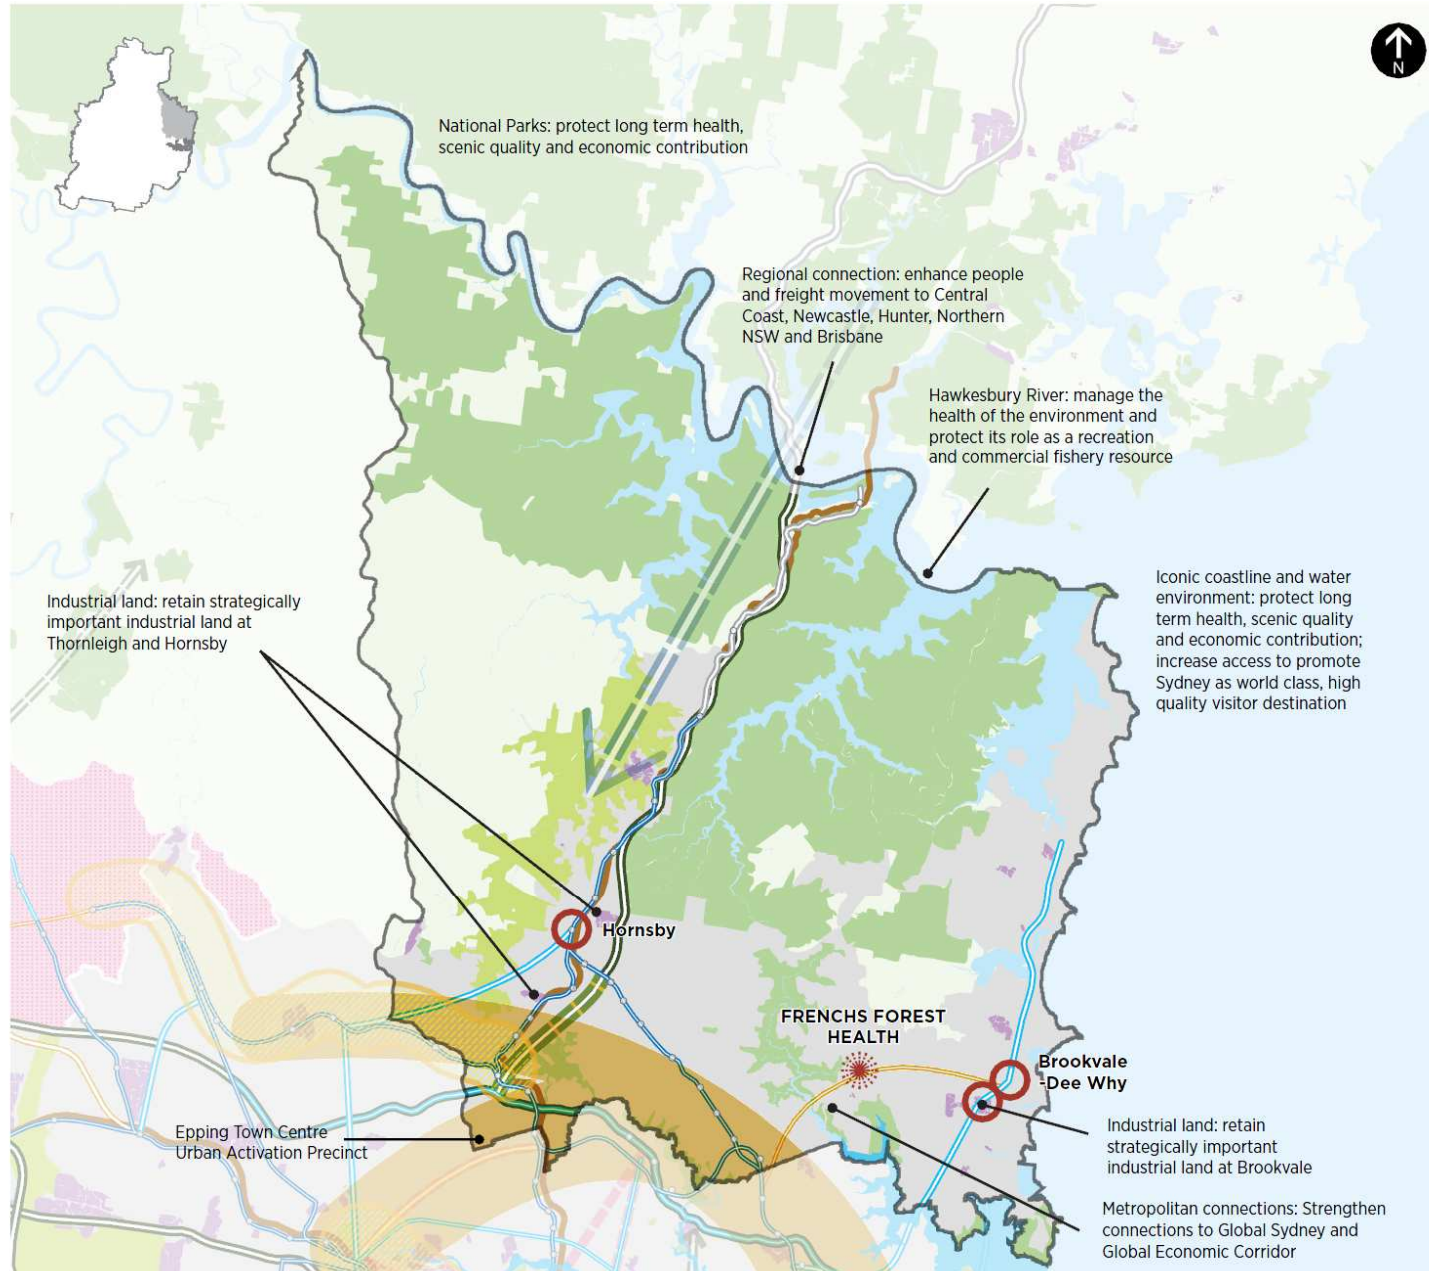 N
National Parks: protect long term health,
scenic quality and economic contribution
Regional connection: enhance people
and freight movement to Central
Coast, Newcastle, Hunter, Northern
NSW and Brisbane
Hawkesbury River: manage the
health of the environment and
protect its role as a recreation
and commercial fishery resource
Iconic coastline and water
environment: protect long
term health, scenic quality
and economic contribution;
increase access to promote
Sydney as world class, high
quality visitor destination
Industrial land: retain strategically
important industrial land at
Thornleigh and Hornsby
Hornsby
FRENCHS FOREST
HEALTH
Brookvale
-Dee Why
Epping Town Centre
Urban Activation Precinct
Industrial land: retain
strategically important
industrial land at Brookvale
Metropolitan connections: Strengthen
connections to Global Sydney and
Global Economic Corridor